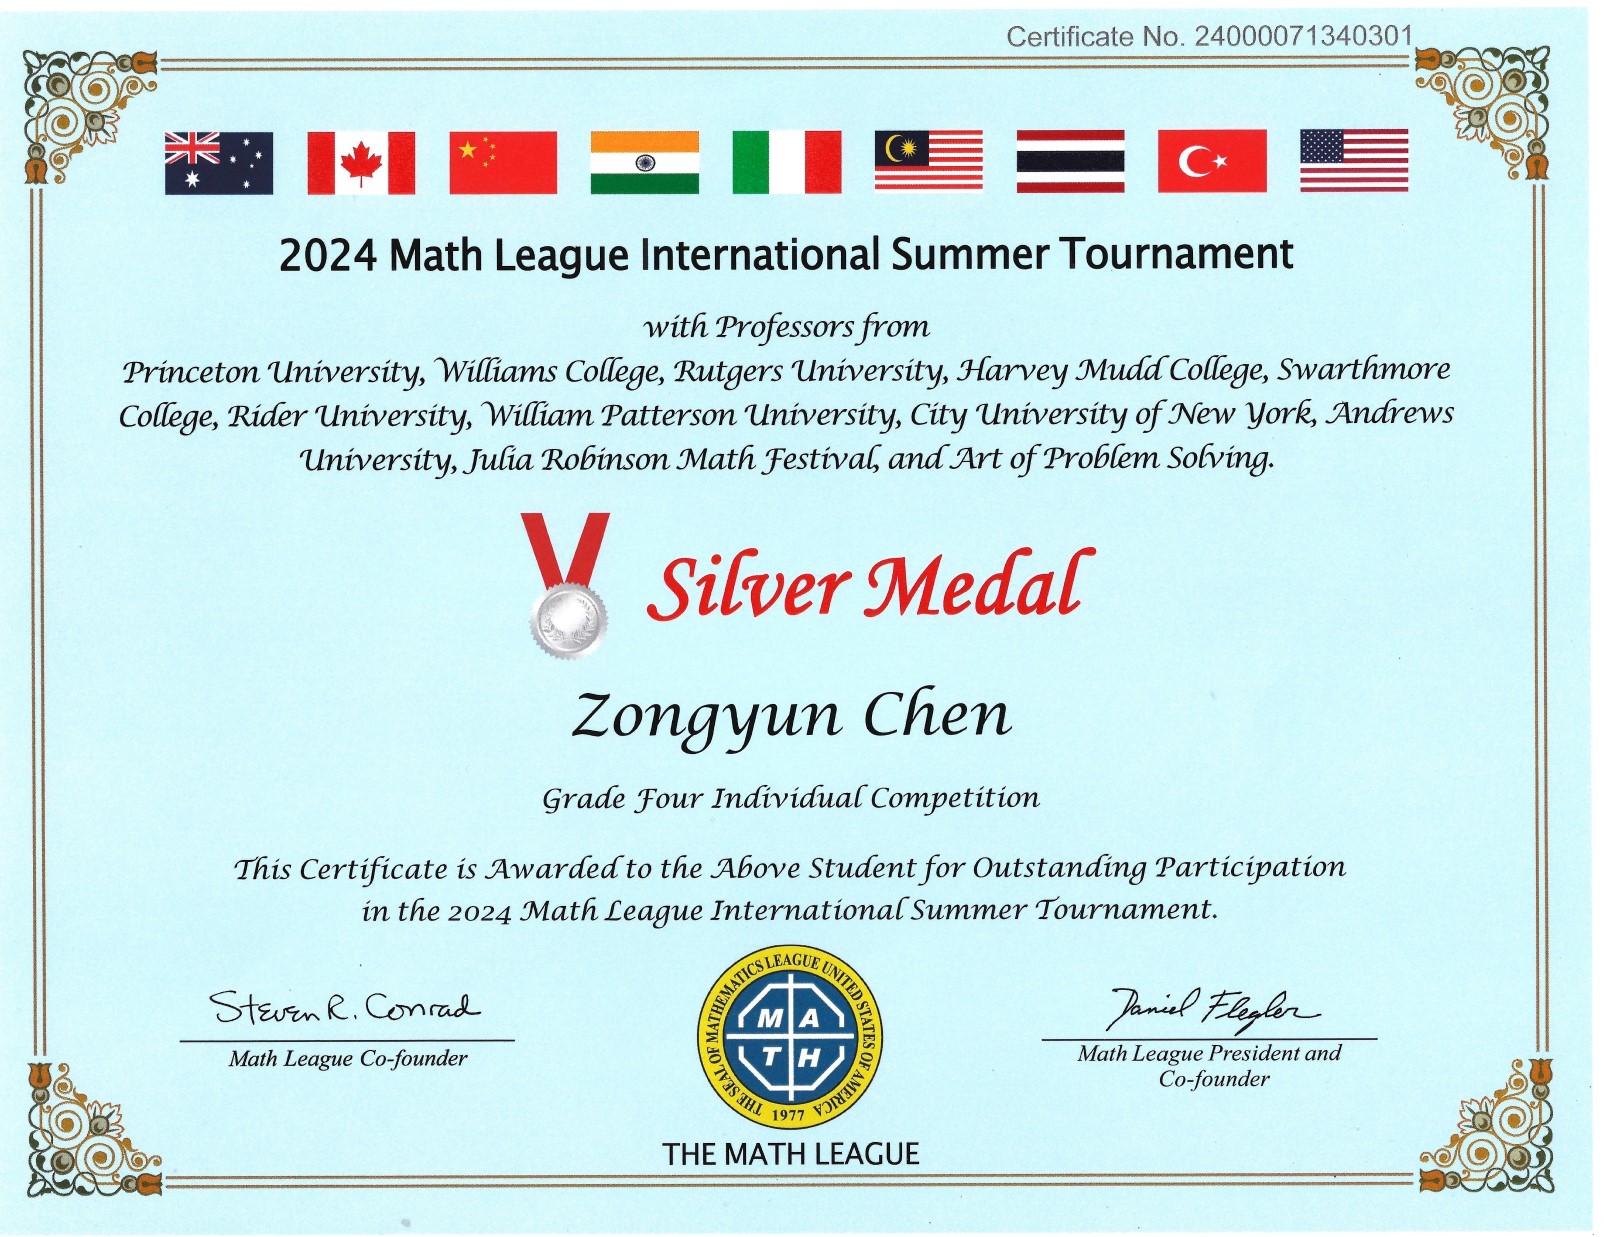 Certificate No. 24000071340301
2024 Math League International Summer Tournament
with Professors from
Princeton University, Williams College, Rutgers University, Harvey Mudd College, Swarthmore
College, Rider University, William Patterson University, City University of New York, Andrews
University, Julia Robinson Math Festival, and Art of Problem Solving.
Silver Medal
Zongyun Chen
Grade Four Individual Competition
This Certificate is Awarded to the Above Student for Outstanding Participation
in the 2024 Math League International Summer Tournament.
Steven R. Conrad
Math League Co-founder
THE SEAL OF MATHEMATICS LEAGUE UNITED STATES OF AMERICA
MA
TH
1977
THE MATH LEAGUE
Daniel Flegler
Math League President and
Co-founder